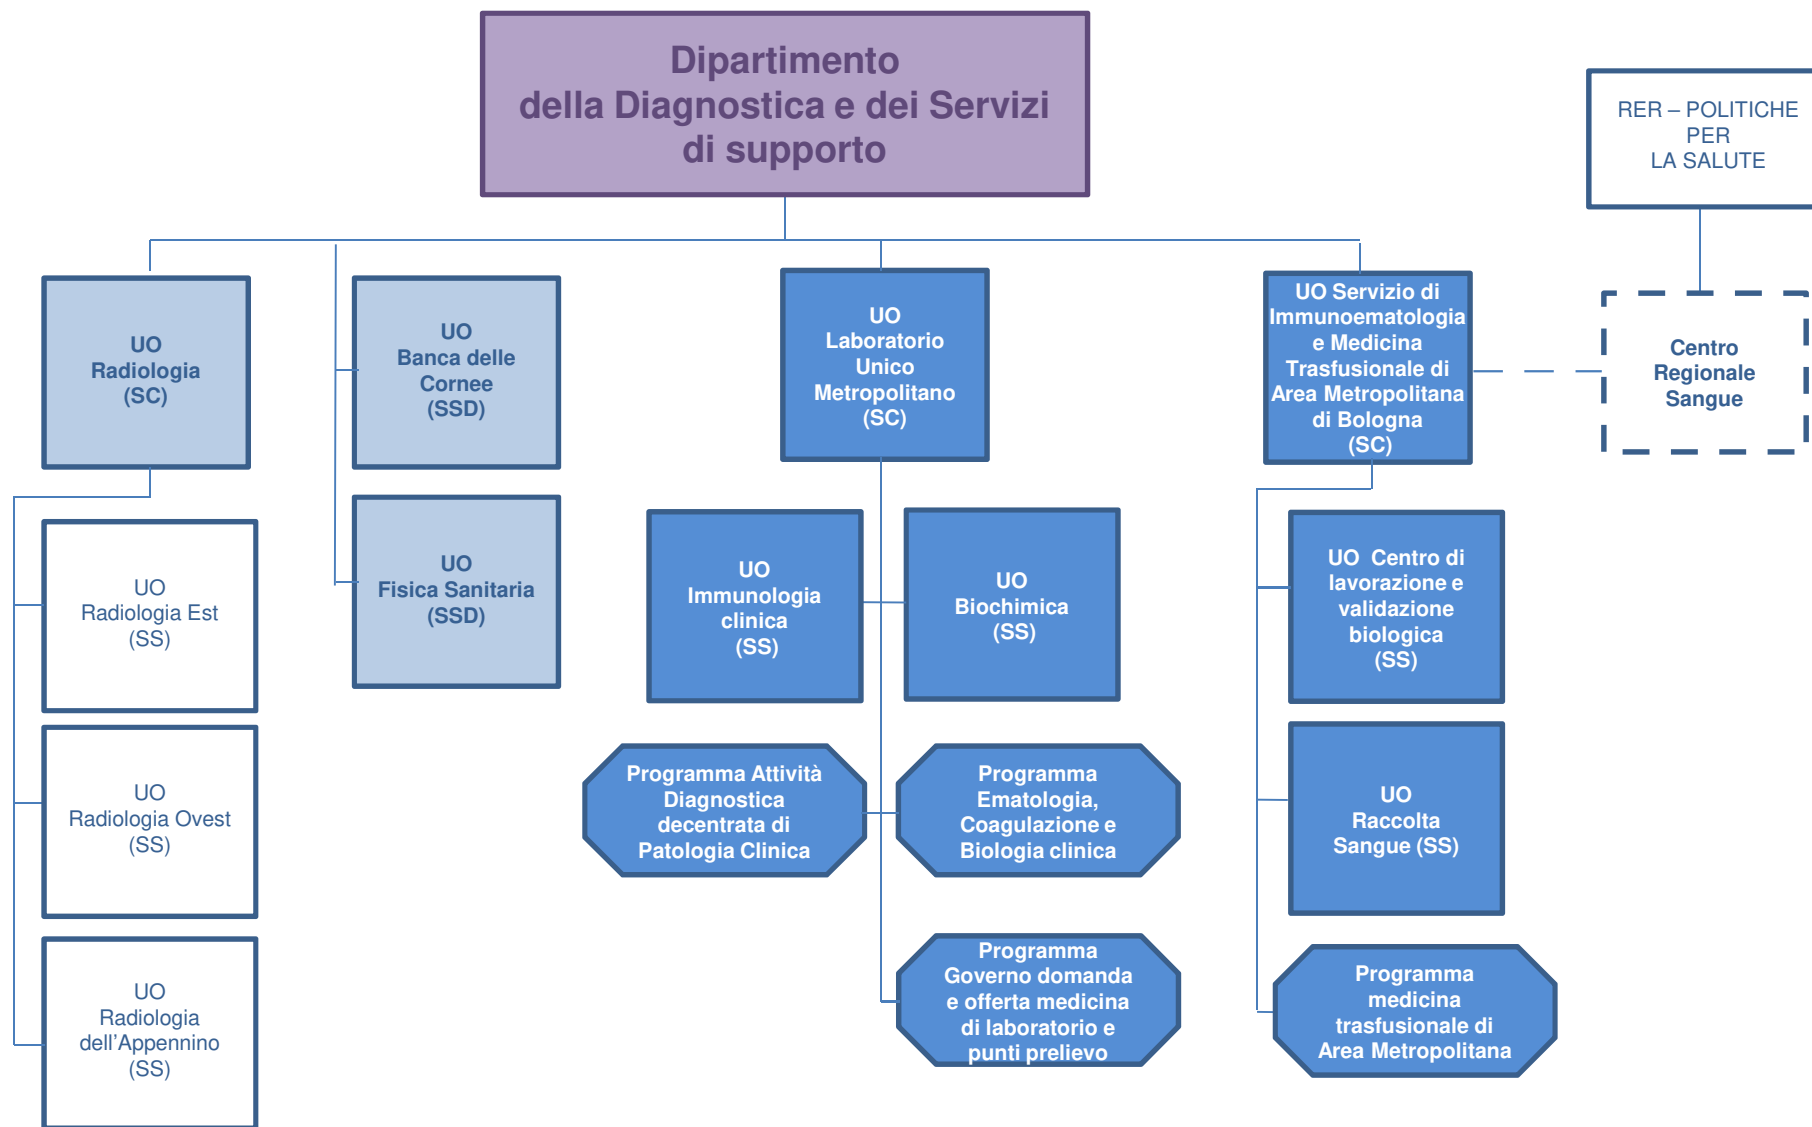 Dipartimento
della Diagnostica e dei Servizi
di supporto
RER – POLITICHE
PER
LA SALUTE
UO
Radiologia
(SC)
UO
Banca delle
Cornee
(SSD)
UO
Laboratorio
Unico
Metropolitano
(SC)
UO Servizio di
Immunoematologia
e Medicina
Trasfusionale di
Area Metropolitana
di Bologna
(SC)
Centro
Regionale
Sangue
UO
Radiologia Est
(SS)
UO
Fisica Sanitaria
(SSD)
UO
Immunologia
clinica
(SS)
UO
Biochimica
(SS)
UO Centro di
lavorazione e
validazione
biologica
(SS)
UO
Radiologia Ovest
(SS)
Programma Attività
Diagnostica
decentrata di
Patologia Clinica
Programma
Ematologia,
Coagulazione e
Biologia clinica
UO
Raccolta
Sangue (SS)
UO
Radiologia
dell’Appennino
(SS)
Programma
Governo domanda
e offerta medicina
di laboratorio e
punti prelievo
Programma
medicina
trasfusionale di
Area Metropolitana